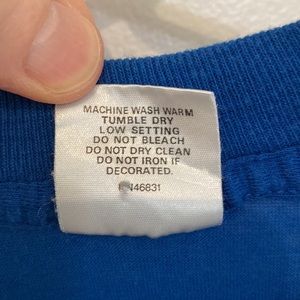 MACHINE WASH WARM
TUMBLE DRY
LOW SETTING
DO NOT BLEACH
DO NOT DRY CLEAN
DO NOT IRON IF
DECORATED.
N46831